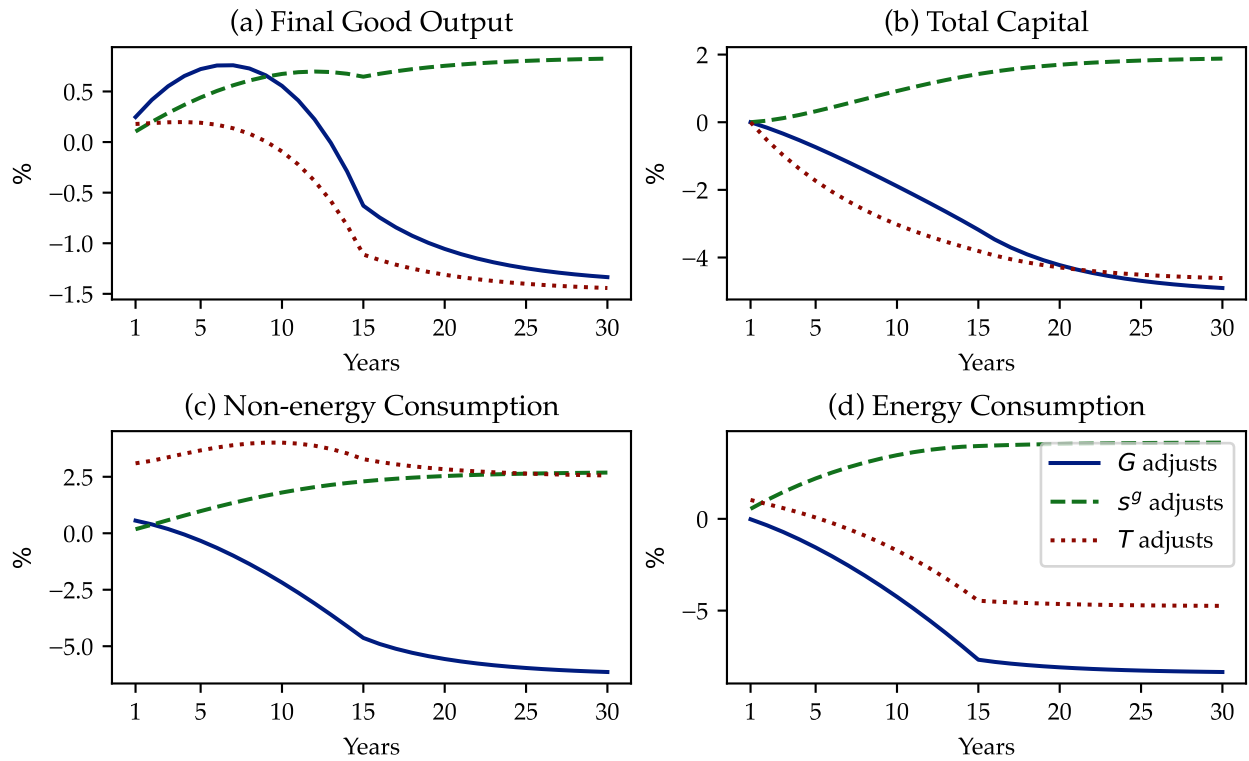 (a) Final Good Output
%
0.5
0.0
−0.5
−1.0
−1.5
1 5 10 15 20 25 30
Years
(b) Total Capital
%
2
0
−2
−4
1 5 10 15 20 25 30
Years
(c) Non-energy Consumption
%
2.5
0.0
−2.5
−5.0
1 5 10 15 20 25 30
Years
(d) Energy Consumption
%
0
−5
G adjusts
s^g adjusts
T adjusts
1 5 10 15 20 25 30
Years